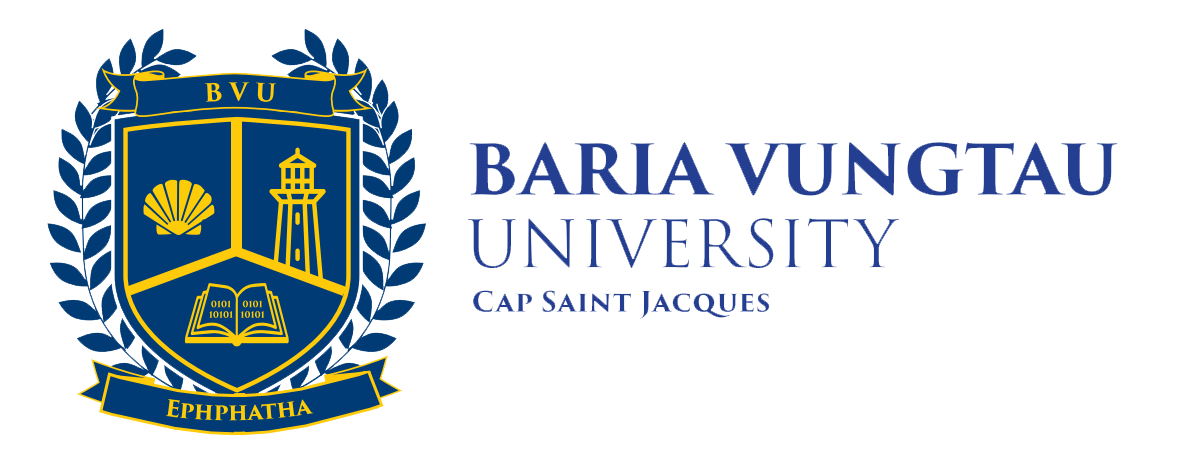 BVU
0101 0101
10101 10101
EPHPHATHA
BARIA VUNGTAU
UNIVERSITY
CAP SAINT JACQUES